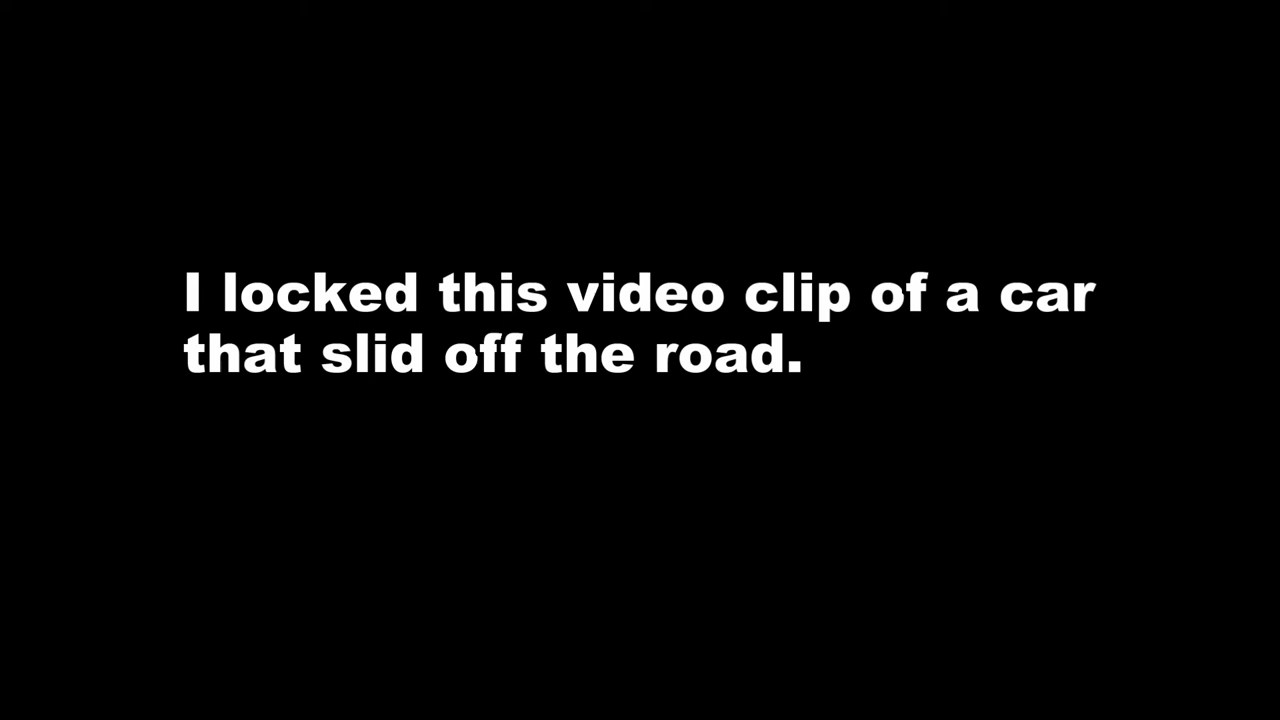 I locked this video clip of a car
that slid off the road.